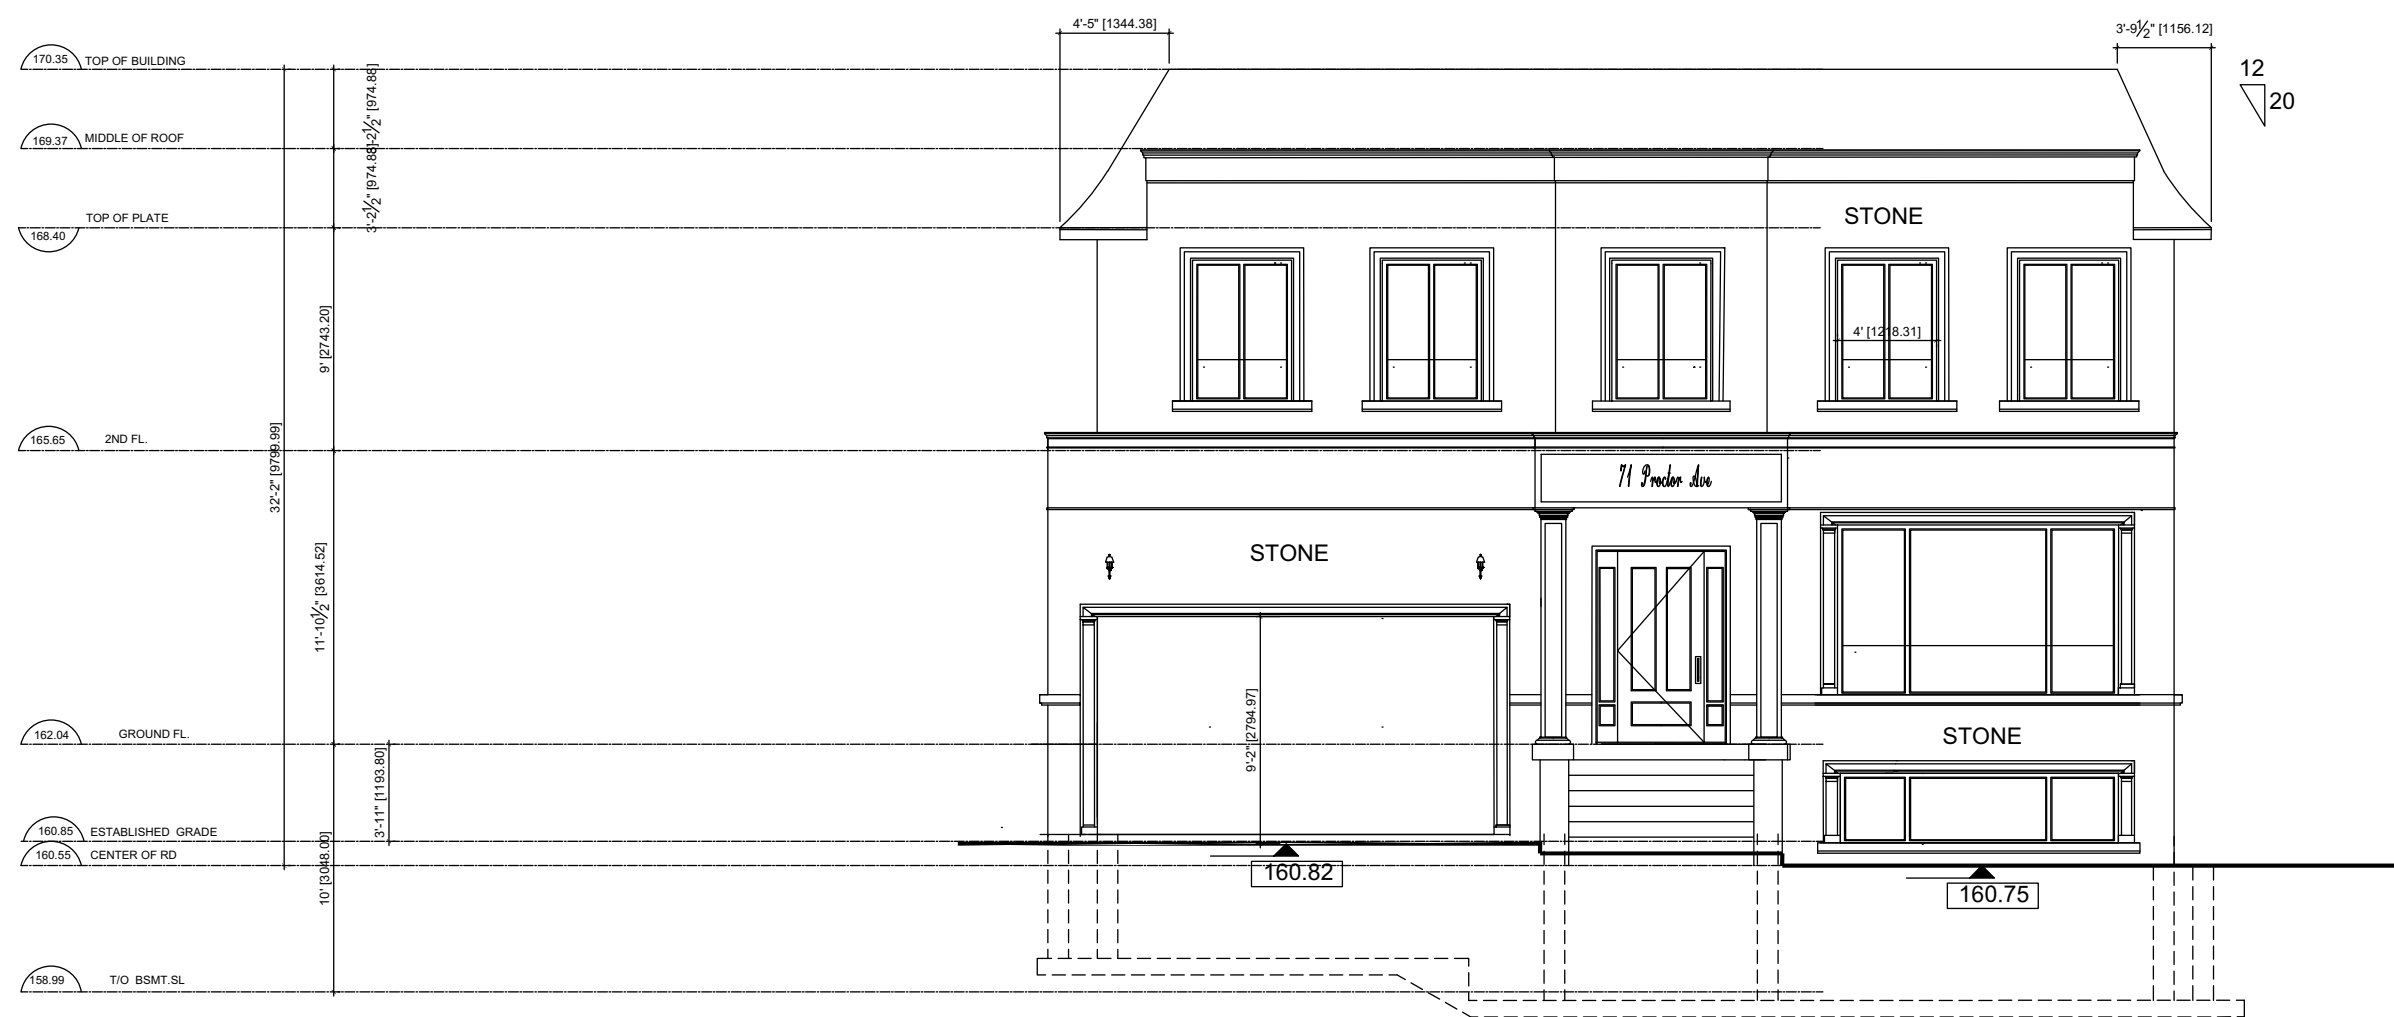 4'-5" [1344.38]
3'-9½" [1156.12]
12
20
170.35 TOP OF BUILDING
169.37 MIDDLE OF ROOF
TOP OF PLATE
168.40
3'-2½" [974.88]
-2½" [974.88]
STONE
4' [1218.31]
9' [2743.20]
165.65 2ND FL.
32'-2" [9799.99]
71 Proctor Ave
STONE
11'-10½" [3614.52]
9'-2" [2794.97]
162.04 GROUND FL.
STONE
3'-11" [1193.80]
160.85 ESTABLISHED GRADE
160.55 CENTER OF RD
10' [3048.00]
160.82
160.75
158.99 T/O BSMT.SL